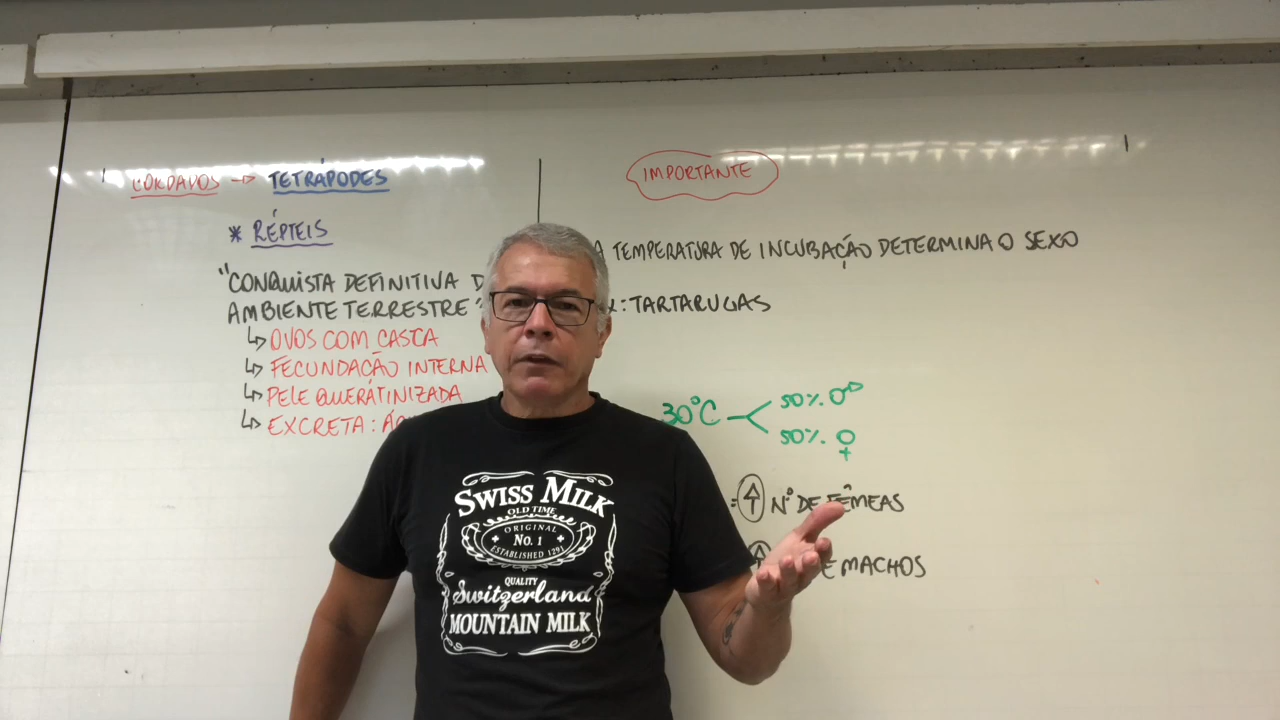 CORDADOS → TETRÁPODES
* RÉPTEIS
"CONQUISTA DEFINITIVA
AMBIENTE TERRESTRE"
↳ OVOS COM CASCA
↳ FECUNDAÇÃO INTERNA
↳ PELE QUERATINIZADA
↳ EXCRETA:
IMPORTANTE
A TEMPERATURA DE INCUBAÇÃO DETERMINA O SEXO
: TARTARUGAS
30°C
50% ♂
50% ♀
= ↑ Nº DE FÊMEAS
↑ E MACHOS
SWISS MILK
OLD TIME
ORIGINAL
No. 1
ESTABLISHED 1291
QUALITY
Switzerland
MOUNTAIN MILK